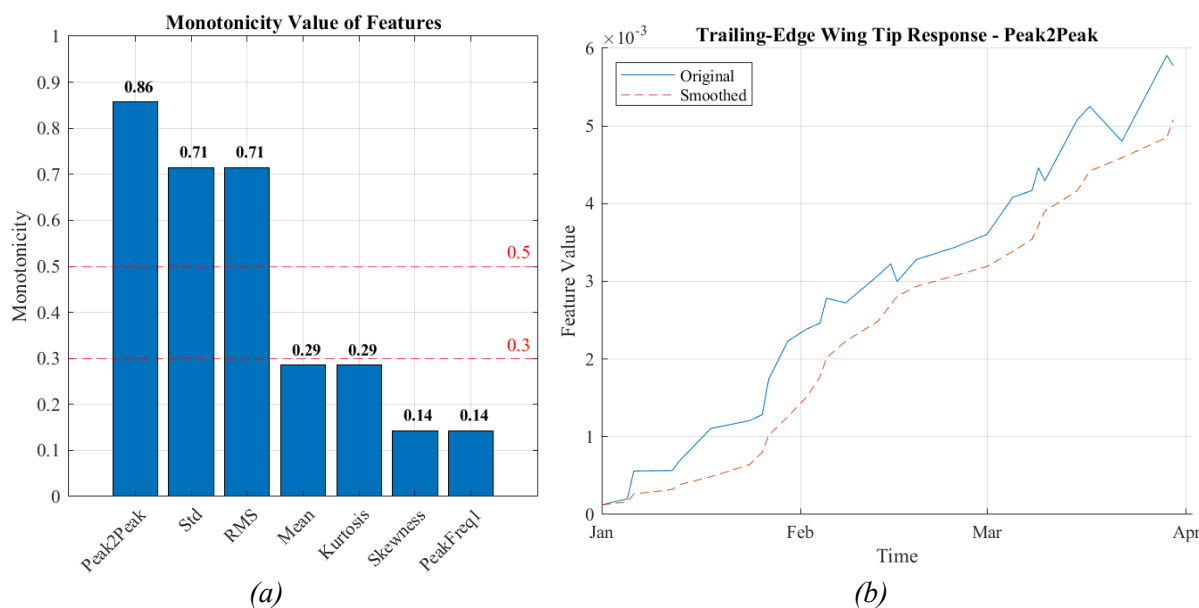 Monotonicity Value of Features
1
0.9
0.8
0.7
0.6
0.5
0.4
0.3
0.2
0.1
0
Monotonicity
0.86
0.71
0.71
0.29
0.29
0.14
0.14
0.5
0.3
Peak2Peak
Std
RMS
Mean
Kurtosis
Skewness
PeakFreq1
(a)
Trailing-Edge Wing Tip Response - Peak2Peak
×10⁻³
6
5
4
3
2
1
0
Feature Value
Original
Smoothed
Jan
Feb
Mar
Apr
Time
(b)